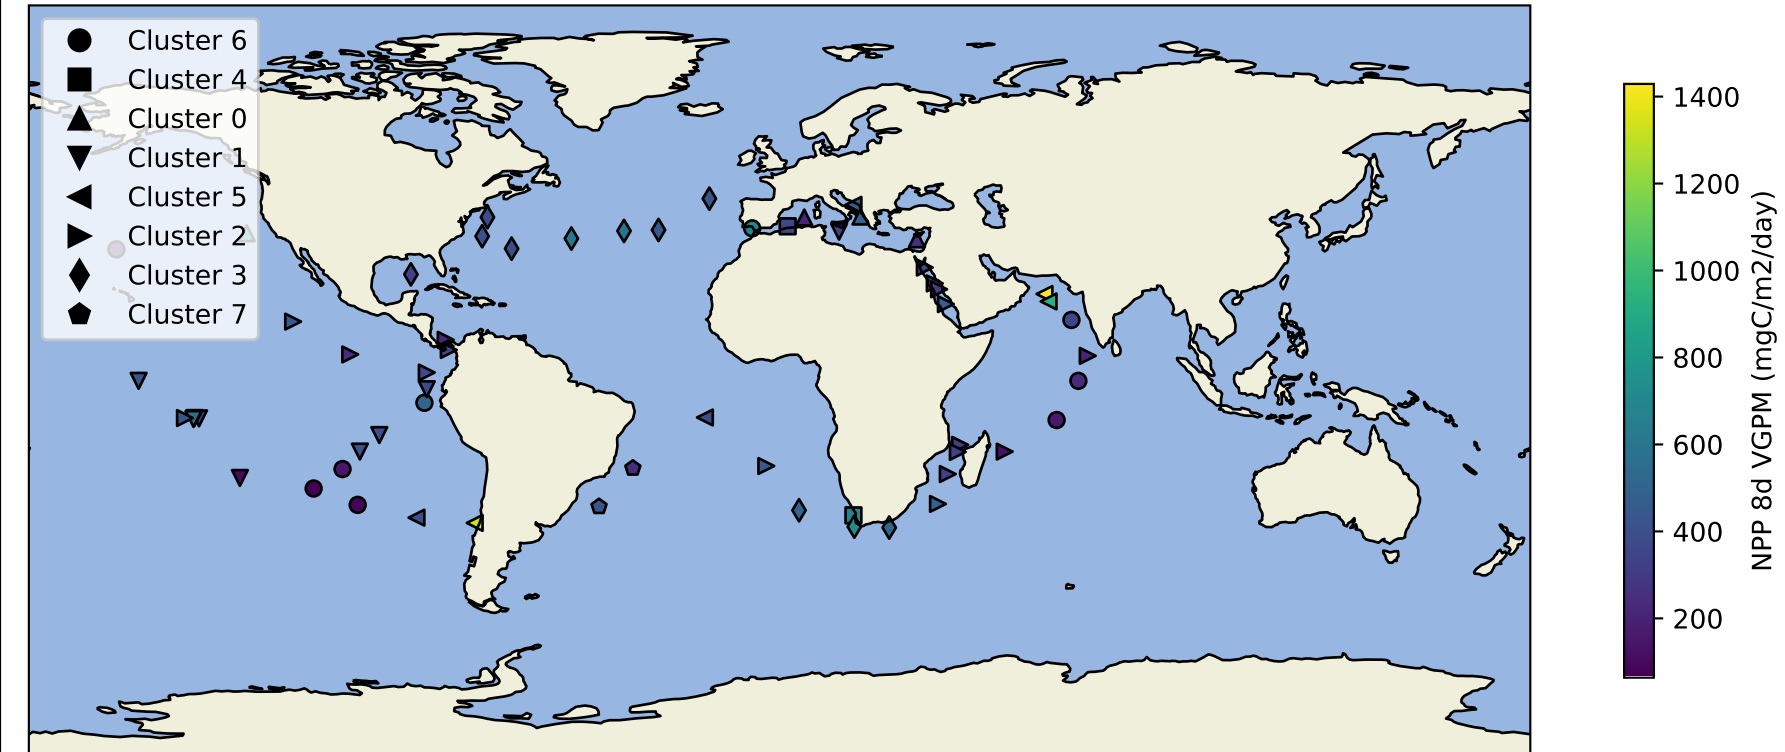 Cluster 6
Cluster 4
Cluster 0
Cluster 1
Cluster 5
Cluster 2
Cluster 3
Cluster 7
1400
1200
1000
800
600
400
200
NPP 8d VGPM (mgC/m2/day)